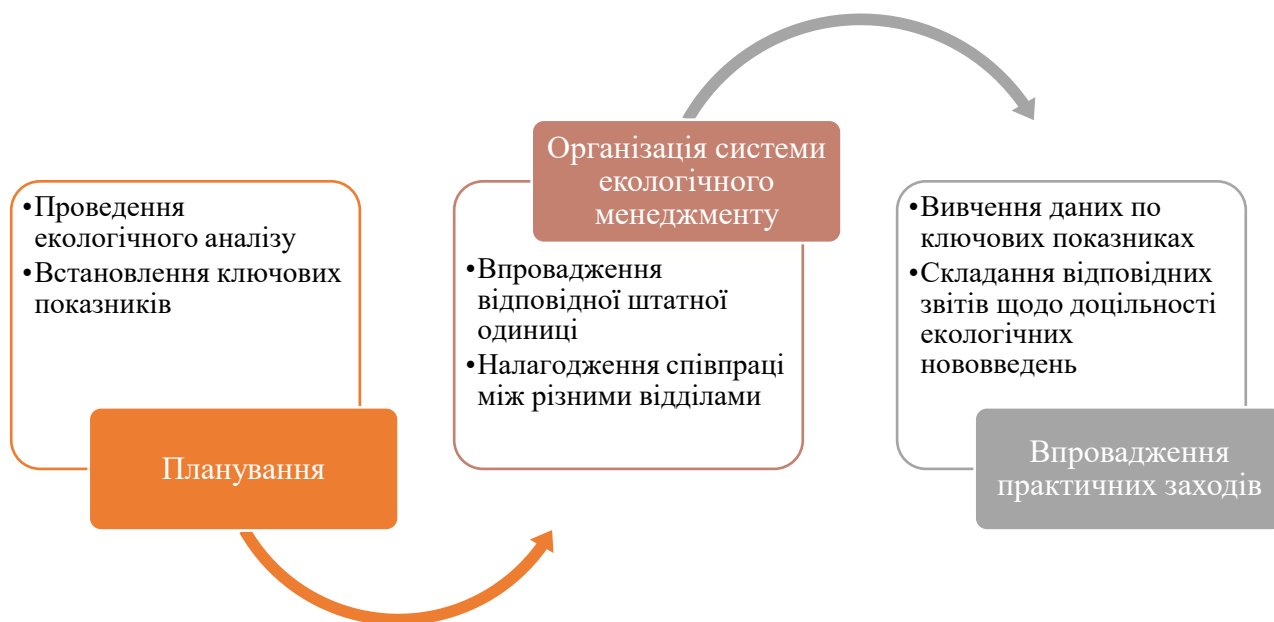 •Проведення
екологічного аналізу
•Встановлення ключових
показників
Планування
Організація системи
екологічного
менеджменту
•Впровадження
відповідної штатної
одиниці
•Налагодження співпраці
між різними відділами
•Вивчення даних по
ключових показниках
•Складання відповідних
звітів щодо доцільності
екологічних
нововведень
Впровадження
практичних заходів